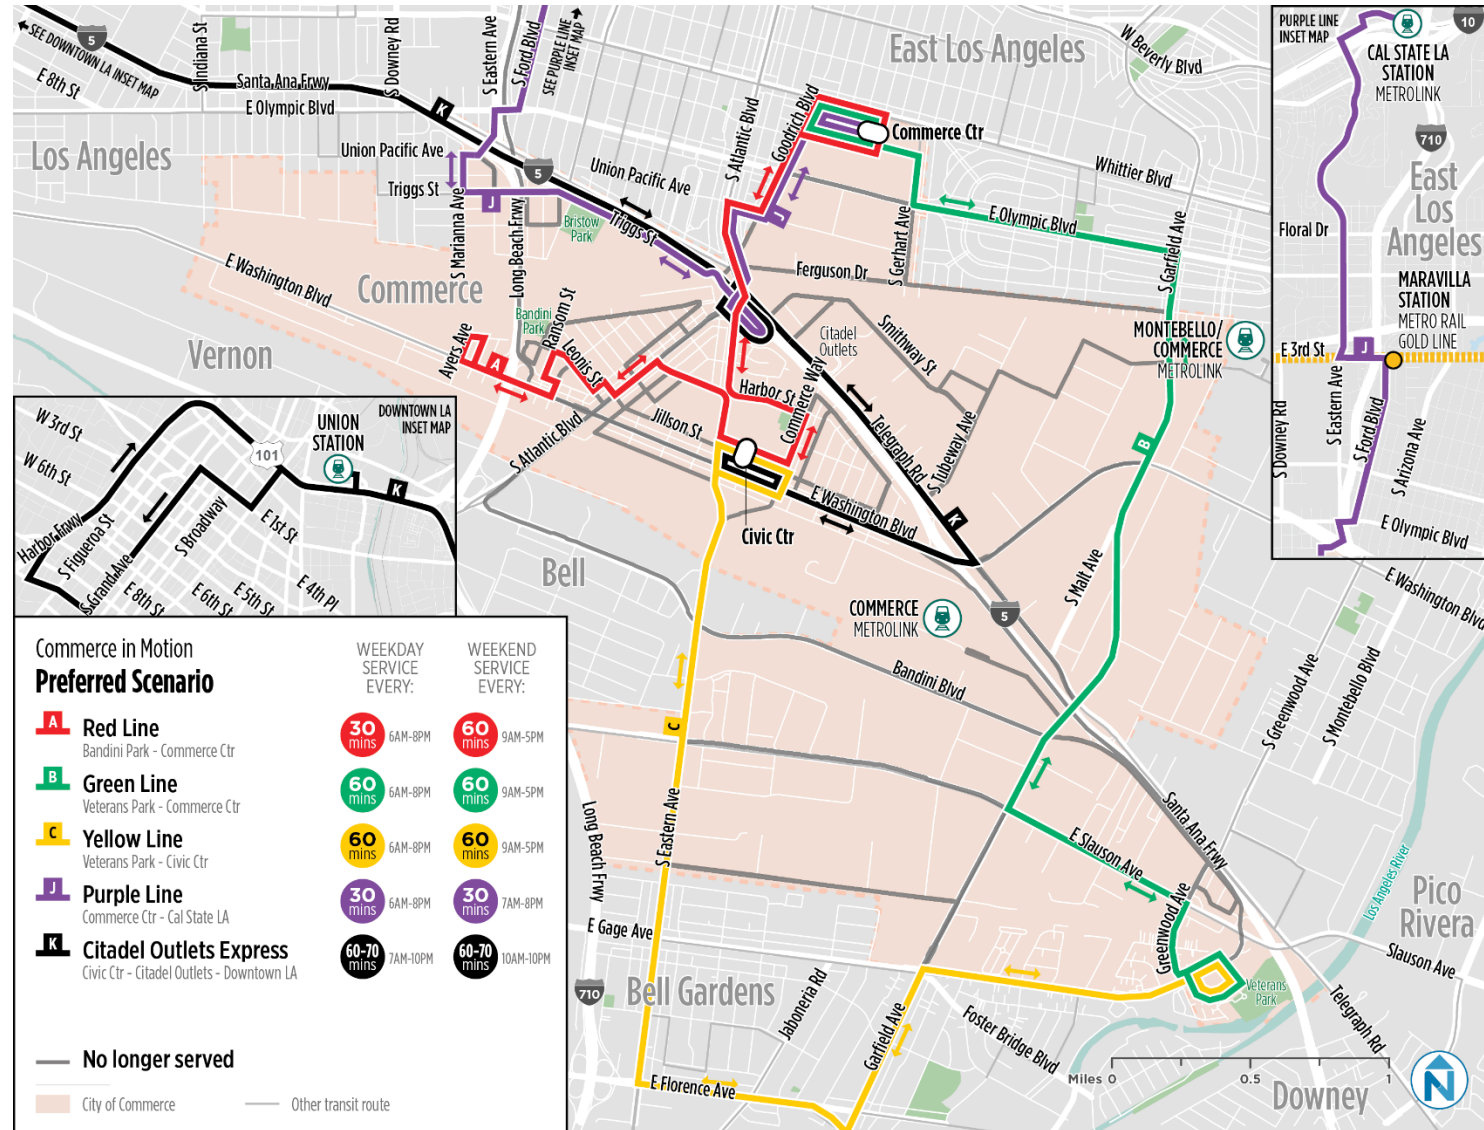 SEE DOWNTOWN LA INSET MAP
5
S Indiana St
S Downey Rd
S Eastern Ave
S Ford Blvd
SEE PURPLE LINE
INSET MAP
E 8th St
Santa Ana Frwy
E Olympic Blvd
K
East Los Angeles
W Beverly Blvd
Los Angeles
Union Pacific Ave
Triggs St
J
S Marianna Ave
Long Beach Frwy
5
Union Pacific Ave
Bristow
Park
Triggs St
S Atlantic Blvd
Goodrich Blvd
J
Commerce Ctr
Whittier Blvd
E Olympic Blvd
S Gerhart Ave
S Garfield Ave
Ferguson Dr
E Washington Blvd
Commerce
Vernon
Bandini
Park
Ransom St
Ayers Ave
A
Leonis St
Citadel
Outlets
Smithway St
MONTEBELLO/
COMMERCE
METROLINK
Harbor St
Commerce Way
Jillson St
S Atlantic Blvd
Telegraph Rd
S Tubeway Ave
B
E Washington Blvd
K
Civic Ctr
Bell
COMMERCE
METROLINK
5
S Malt Ave
Bandini Blvd
C
S Eastern Ave
Long Beach Frwy
710
E Gage Ave
Bell Gardens
Jaboneria Rd
Garfield Ave
Foster Bridge Blvd
E Florence Ave
E Slauson Ave
Greenwood Ave
Santa Ana Frwy
Veterans
Park
Los Angeles River
Pico
Rivera
Slauson Ave
Telegraph Rd
Downey
E Washington Blvd
S Greenwood Ave
S Montebello Blvd
Miles 0
0.5
1
N
PURPLE LINE
INSET MAP
10
CAL STATE LA
STATION
METROLINK
710
East
Los
Angeles
Floral Dr
MARAVILLA
STATION
METRO RAIL
GOLD LINE
E 3rd St
J
S Downey Rd
S Eastern Ave
S Ford Blvd
S Arizona Ave
E Olympic Blvd
DOWNTOWN LA
INSET MAP
W 3rd St
W 6th St
UNION
STATION
101
K
Harbor Frwy
S Figueroa St
S Grand Ave
S Broadway
E 1st St
E 8th St
E 6th St
E 5th St
E 4th Pl
Commerce in Motion
Preferred Scenario
WEEKDAY
SERVICE
EVERY:
WEEKEND
SERVICE
EVERY:
A Red Line 30 mins 6AM-8PM 60 mins 9AM-5PM
Bandini Park - Commerce Ctr
B Green Line 60 mins 6AM-8PM 60 mins 9AM-5PM
Veterans Park - Commerce Ctr
C Yellow Line 60 mins 6AM-8PM 60 mins 9AM-5PM
Veterans Park - Civic Ctr
J Purple Line 30 mins 6AM-8PM 30 mins 7AM-8PM
Commerce Ctr - Cal State LA
K Citadel Outlets Express 60-70 mins 7AM-10PM 60-70 mins 10AM-10PM
Civic Ctr - Citadel Outlets - Downtown LA
No longer served
City of Commerce
Other transit route